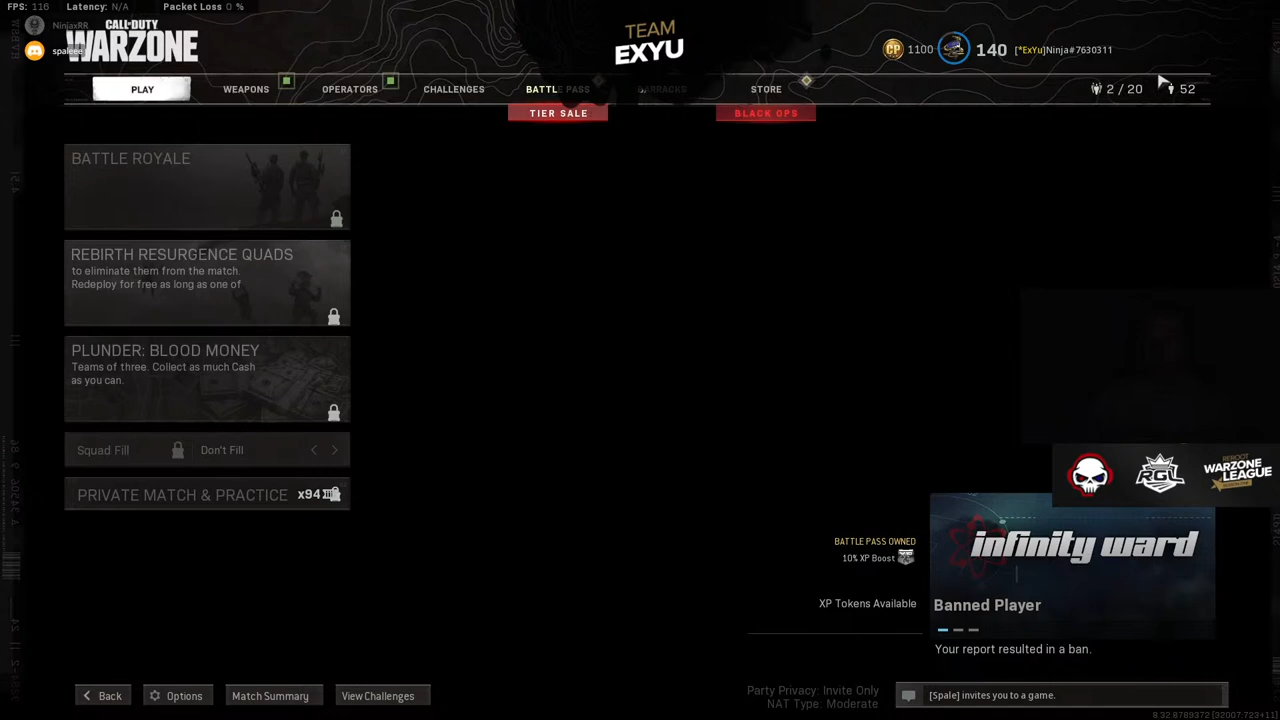 FPS: 116 Latency: N/A Packet Loss 0 %
NinjaxRR
CALL OF DUTY
WARZONE
TEAM
EXYU
1100
140
[*ExYu]Ninja#7630311
PLAY
WEAPONS
OPERATORS
CHALLENGES
BATTLE PASS
BARRACKS
STORE
2 / 20
52
TIER SALE
BLACK OPS
BATTLE ROYALE
REBIRTH RESURGENCE QUADS
to eliminate them from the match.
Redeploy for free as long as one of
PLUNDER: BLOOD MONEY
Teams of three. Collect as much Cash
as you can.
Squad Fill
Don't Fill
PRIVATE MATCH & PRACTICE
RGL
REBOOT
WARZONE
LEAGUE
BATTLE PASS OWNED
10% XP Boost
XP Tokens Available
infinity ward
Banned Player
Your report resulted in a ban.
Back
Options
Match Summary
View Challenges
Party Privacy: Invite Only
NAT Type: Moderate
[Spale] invites you to a game.